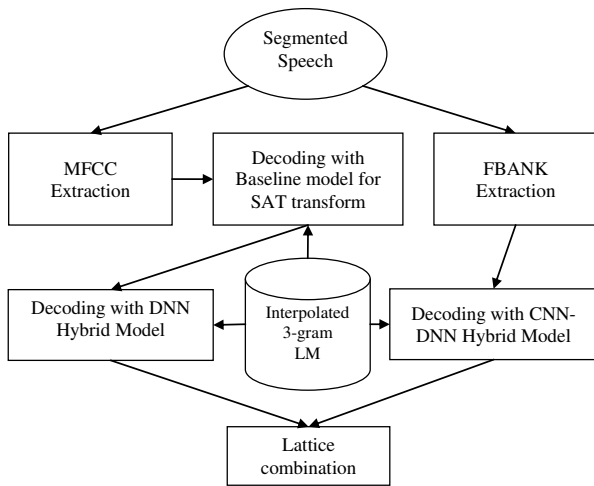 Segmented
Speech
MFCC
Extraction
Decoding with
Baseline model for
SAT transform
FBANK
Extraction
Decoding with DNN
Hybrid Model
Interpolated
3-gram
LM
Decoding with CNN-
DNN Hybrid Model
Lattice
combination